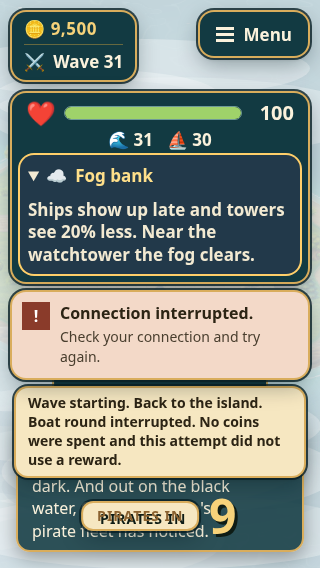 9,500
Menu
Wave 31
100
31 30
Fog bank
Ships show up late and towers
see 20% less. Near the
watchtower the fog clears.
!
Connection interrupted.
Check your connection and try
again.
Wave starting. Back to the island.
Boat round interrupted. No coins
were spent and this attempt did not
use a reward.
dark. And out on the black
water,
PIRATES IN 9
pirate fleet has noticed.